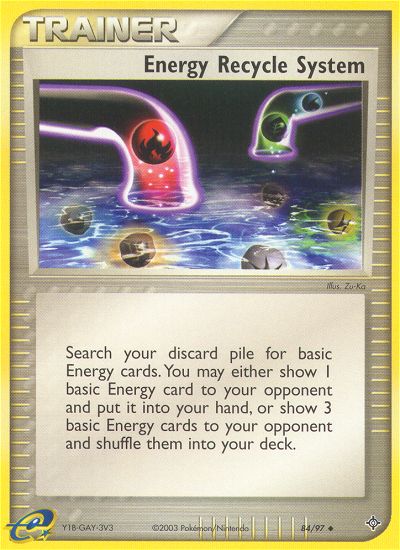 TRAINER
Energy Recycle System
Illus. Zu-Ka
Search your discard pile for basic
Energy cards. You may either show 1
basic Energy card to your opponent
and put it into your hand, or show 3
basic Energy cards to your opponent
and shuffle them into your deck.
e Y18-GAY-3V3 ©2003 Pokémon/Nintendo 84/97